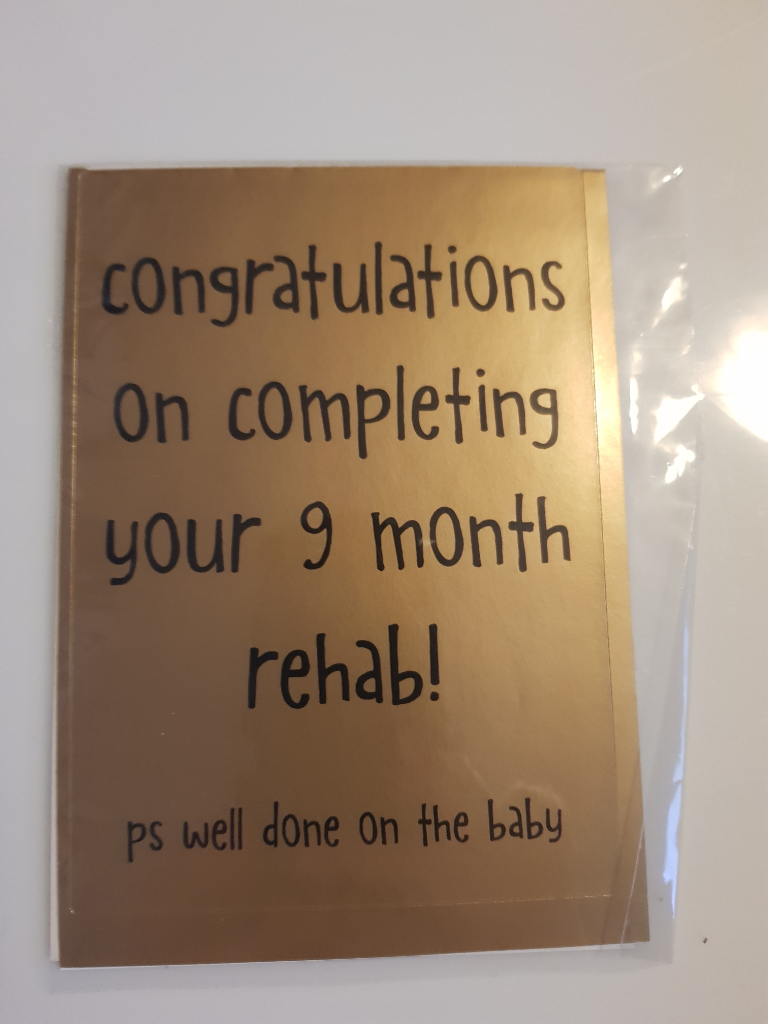 congratulations
on completing
your 9 month
rehab!
ps well done on the baby